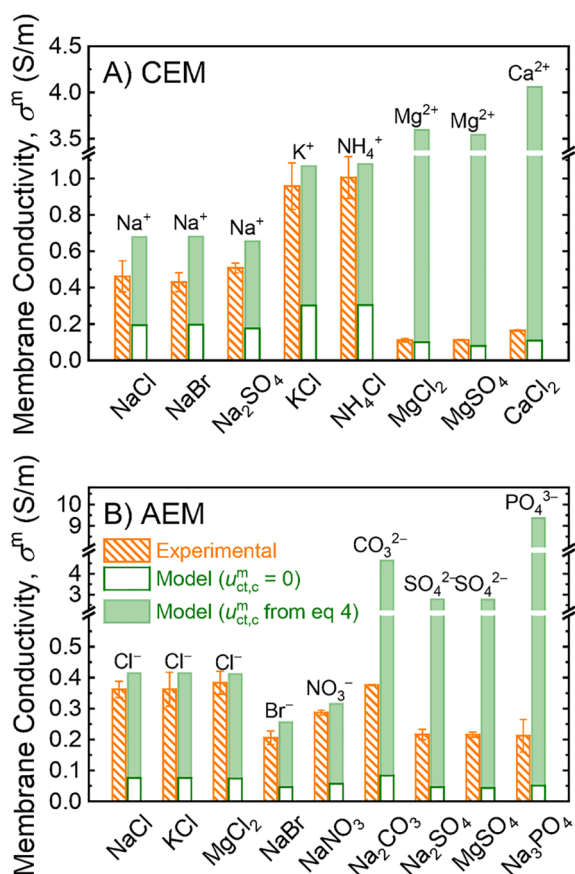 Membrane Conductivity, σᵐ (S/m)
A) CEM
4.5
4.0
3.5
1.0
0.8
0.6
0.4
0.2
0.0
Na⁺
Na⁺
Na⁺
K⁺
NH₄⁺
Mg²⁺
Mg²⁺
Ca²⁺
NaCl
NaBr
Na₂SO₄
KCl
NH₄Cl
MgCl₂
MgSO₄
CaCl₂
Membrane Conductivity, σᵐ (S/m)
B) AEM
Experimental
Model (uᵐct,c = 0)
Model (uᵐct,c from eq 4)
10
9
4
3
0.5
0.4
0.3
0.2
0.1
0.0
Cl⁻
Cl⁻
Cl⁻
Br⁻
NO₃⁻
CO₃²⁻
SO₄²⁻
SO₄²⁻
PO₄³⁻
NaCl
KCl
MgCl₂
NaBr
NaNO₃
Na₂CO₃
Na₂SO₄
MgSO₄
Na₃PO₄